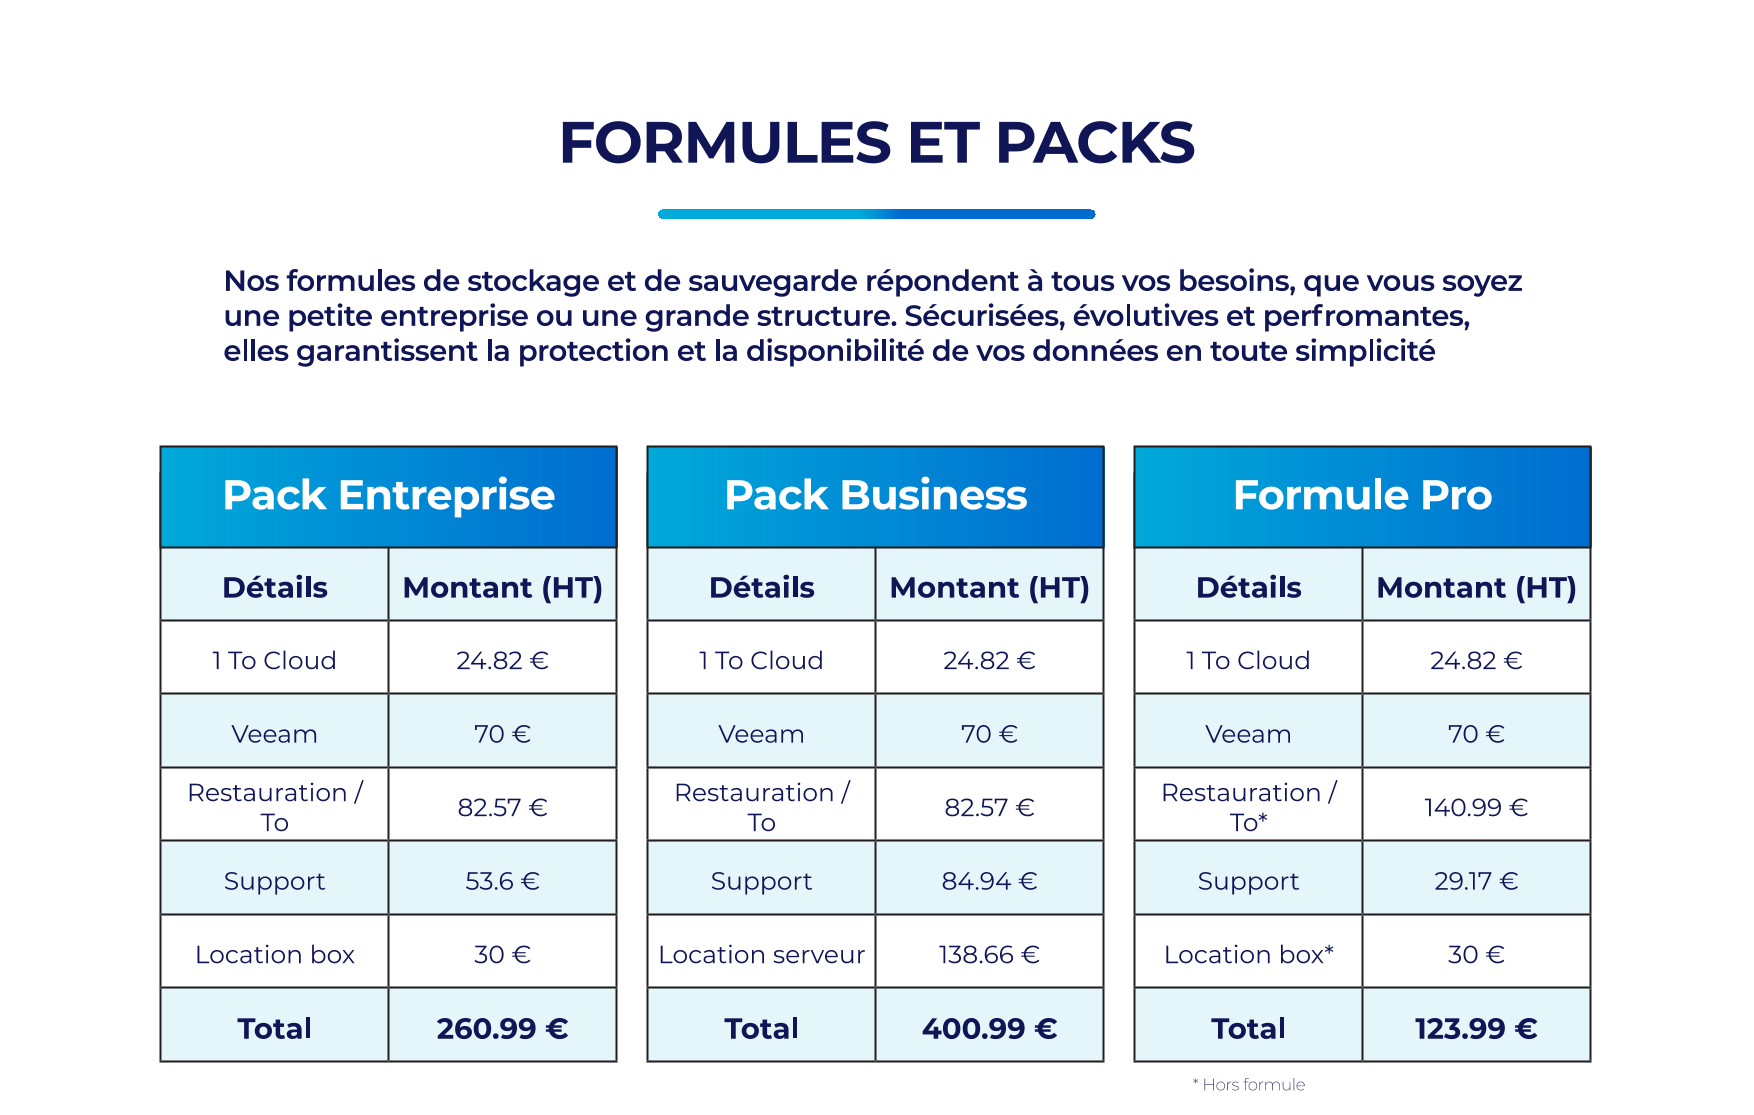 FORMULES ET PACKS
Nos formules de stockage et de sauvegarde répondent à tous vos besoins, que vous soyez
une petite entreprise ou une grande structure. Sécurisées, évolutives et perfromantes,
elles garantissent la protection et la disponibilité de vos données en toute simplicité
Pack Entreprise
Détails Montant (HT)
1 To Cloud 24.82 €
Veeam 70 €
Restauration /
To 82.57 €
Support 53.6 €
Location box 30 €
Total 260.99 €
Pack Business
Détails Montant (HT)
1 To Cloud 24.82 €
Veeam 70 €
Restauration /
To 82.57 €
Support 84.94 €
Location serveur 138.66 €
Total 400.99 €
Formule Pro
Détails Montant (HT)
1 To Cloud 24.82 €
Veeam 70 €
Restauration /
To* 140.99 €
Support 29.17 €
Location box* 30 €
Total 123.99 €
* Hors formule